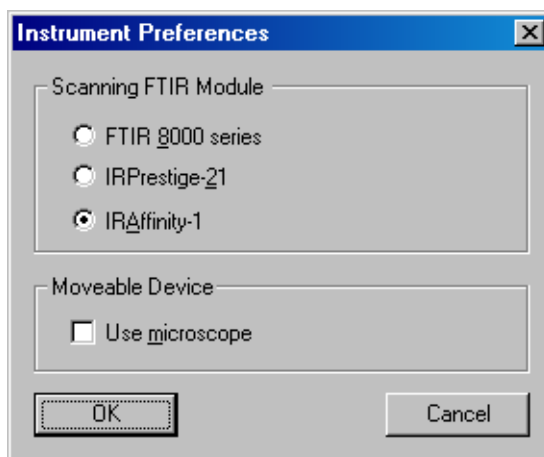 Instrument Preferences
Scanning FTIR Module
FTIR 8000 series
IRPrestige-21
IRAffinity-1
Moveable Device
Use microscope
OK
Cancel